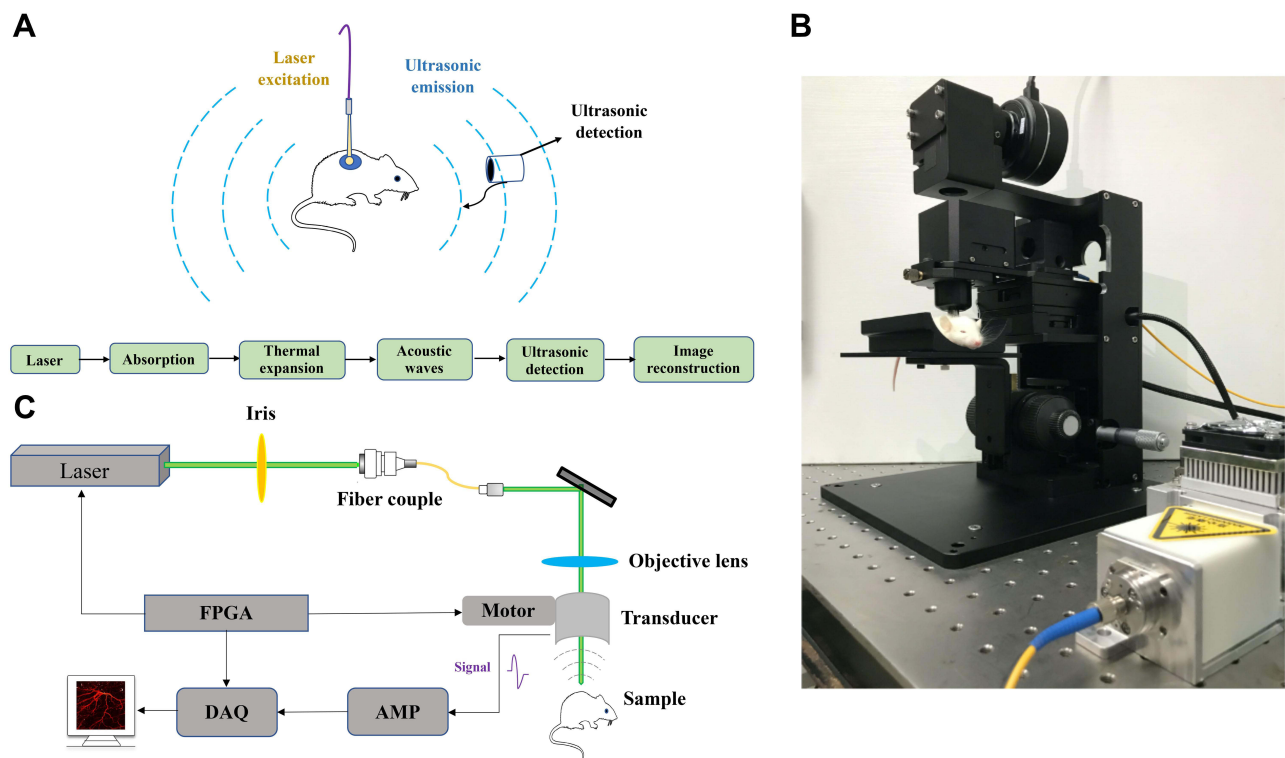 A
Laser
excitation
Ultrasonic
emission
Ultrasonic
detection
Laser
Absorption
Thermal
expansion
Acoustic
waves
Ultrasonic
detection
Image
reconstruction
B
C
Iris
Laser
Fiber couple
Objective lens
FPGA
Motor
Transducer
Signal
Sample
DAQ
AMP